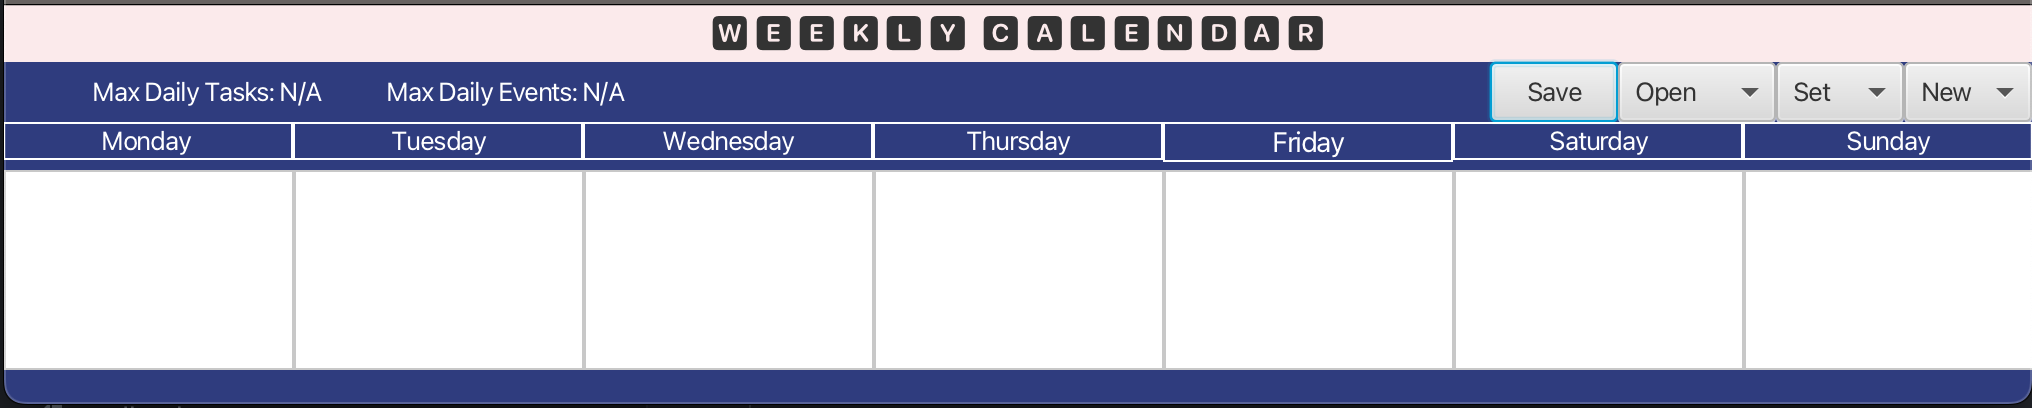 WEEKLY CALENDAR
Max Daily Tasks: N/A Max Daily Events: N/A Save Open Set New
Monday Tuesday Wednesday Thursday Friday Saturday Sunday